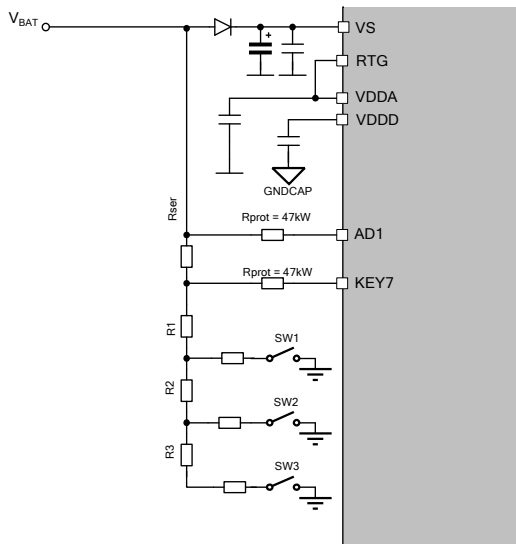 VBAT
VS
RTG
VDDA
VDDD
+
GNDCAP
Rser
Rprot = 47kW
AD1
Rprot = 47kW
KEY7
R1
SW1
R2
SW2
R3
SW3